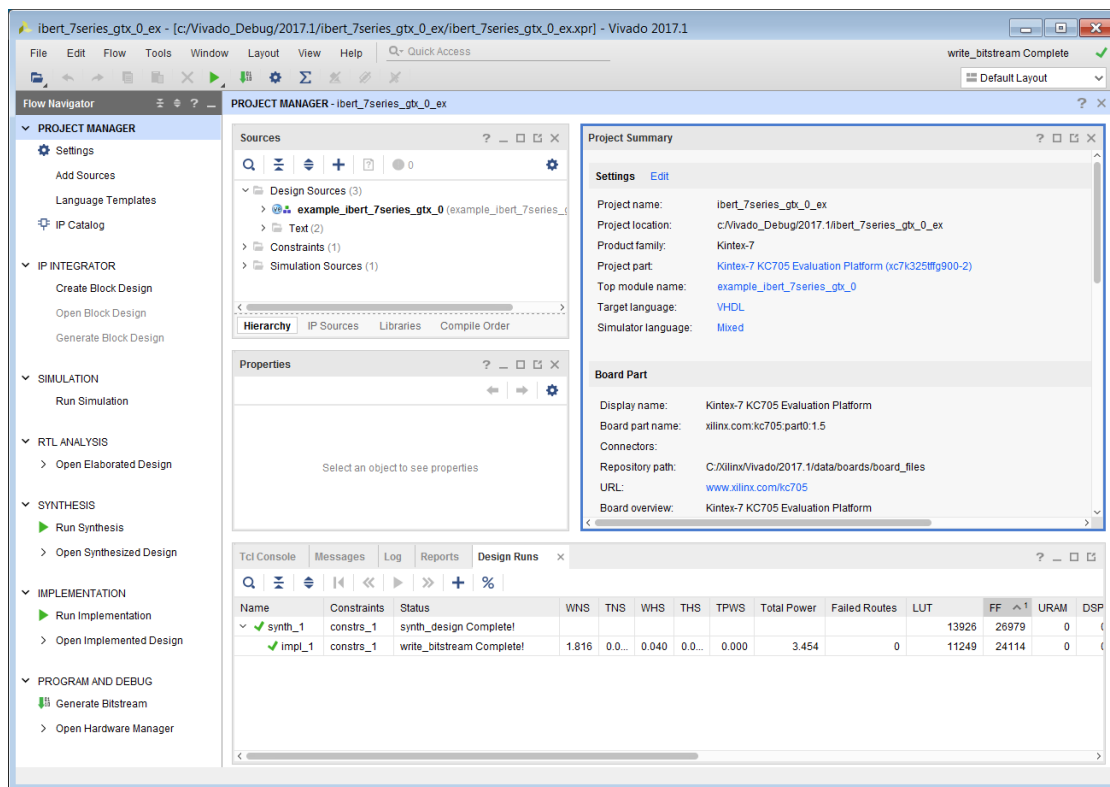 ibert_7series_gtx_0_ex - [c:/Vivado_Debug/2017.1/ibert_7series_gtx_0_ex/ibert_7series_gtx_0_ex.xpr] - Vivado 2017.1
File Edit Flow Tools Window Layout View Help Quick Access write_bitstream Complete
Default Layout
Flow Navigator
PROJECT MANAGER - ibert_7series_gtx_0_ex
PROJECT MANAGER
Settings
Add Sources
Language Templates
IP Catalog
IP INTEGRATOR
Create Block Design
Open Block Design
Generate Block Design
SIMULATION
Run Simulation
RTL ANALYSIS
Open Elaborated Design
SYNTHESIS
Run Synthesis
Open Synthesized Design
IMPLEMENTATION
Run Implementation
Open Implemented Design
PROGRAM AND DEBUG
Generate Bitstream
Open Hardware Manager
Sources
0
Design Sources (3)
example_ibert_7series_gtx_0 (example_ibert_7series_
Text (2)
Constraints (1)
Simulation Sources (1)
Hierarchy IP Sources Libraries Compile Order
Properties
Select an object to see properties
Project Summary
Settings Edit
Project name: ibert_7series_gtx_0_ex
Project location: c:/Vivado_Debug/2017.1/ibert_7series_gtx_0_ex
Product family: Kintex-7
Project part: Kintex-7 KC705 Evaluation Platform (xc7k325tffg900-2)
Top module name: example_ibert_7series_gtx_0
Target language: VHDL
Simulator language: Mixed
Board Part
Display name: Kintex-7 KC705 Evaluation Platform
Board part name: xilinx.com:kc705:part0:1.5
Connectors:
Repository path: C:/Xilinx/Vivado/2017.1/data/boards/board_files
URL: www.xilinx.com/kc705
Board overview: Kintex-7 KC705 Evaluation Platform
Tcl Console Messages Log Reports Design Runs
Name Constraints Status WNS TNS WHS THS TPWS Total Power Failed Routes LUT FF 1 URAM DSP
synth_1 constrs_1 synth_design Complete! 13926 26979 0
impl_1 constrs_1 write_bitstream Complete! 1.816 0.0... 0.040 0.0... 0.000 3.454 0 11249 24114 0